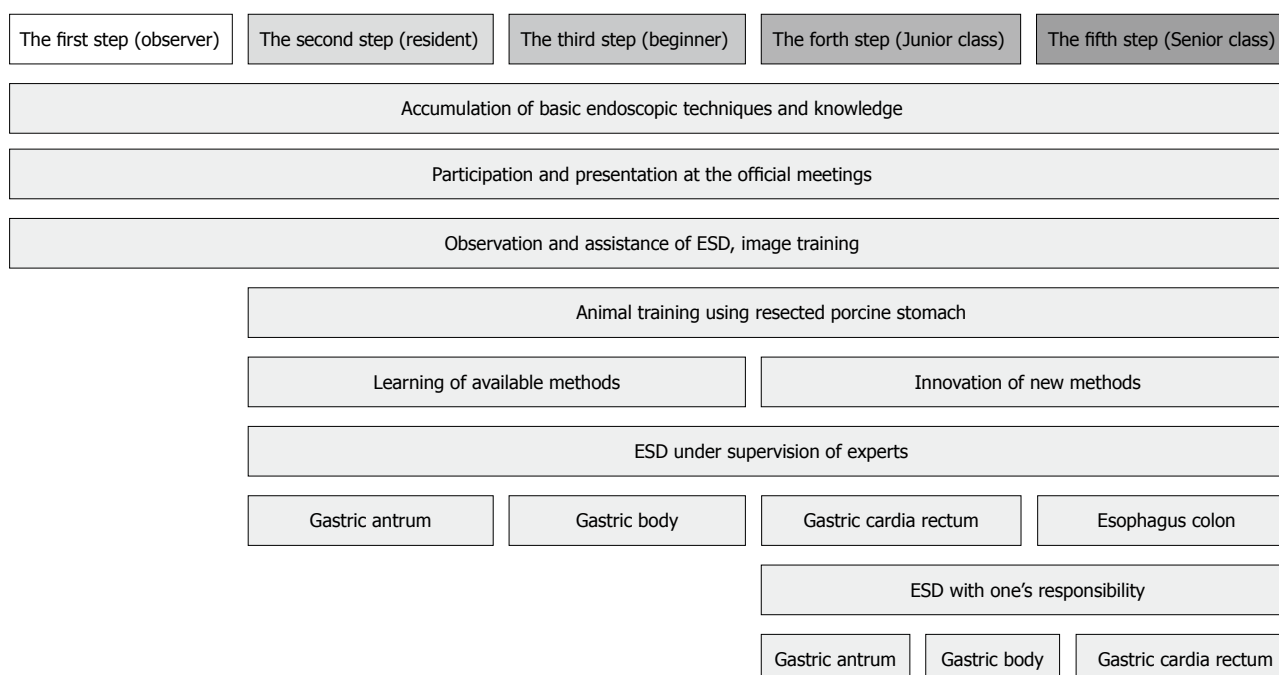 The first step (observer)
The second step (resident)
The third step (beginner)
The forth step (Junior class)
The fifth step (Senior class)
Accumulation of basic endoscopic techniques and knowledge
Participation and presentation at the official meetings
Observation and assistance of ESD, image training
Animal training using resected porcine stomach
Learning of available methods
Innovation of new methods
ESD under supervision of experts
Gastric antrum
Gastric body
Gastric cardia rectum
Esophagus colon
ESD with one’s responsibility
Gastric antrum
Gastric body
Gastric cardia rectum